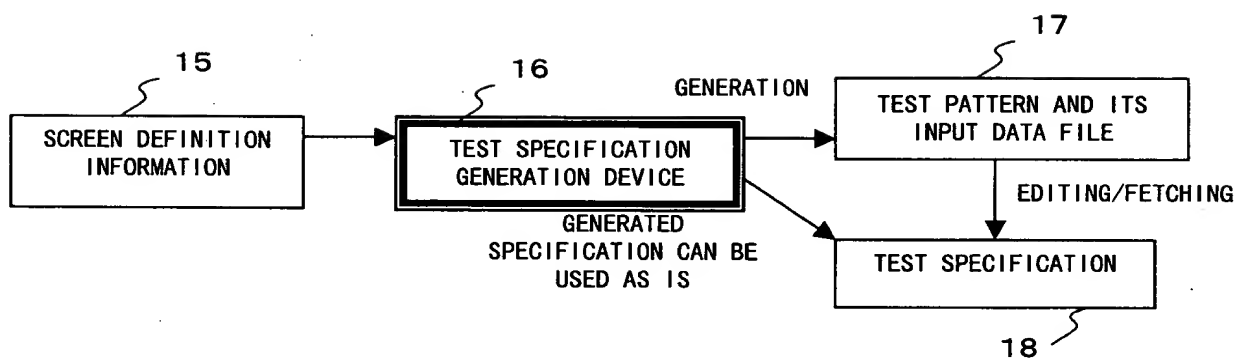 15
SCREEN DEFINITION
INFORMATION
16
TEST SPECIFICATION
GENERATION DEVICE
GENERATION
17
TEST PATTERN AND ITS
INPUT DATA FILE
EDITING/FETCHING
GENERATED
SPECIFICATION CAN BE
USED AS IS
TEST SPECIFICATION
18